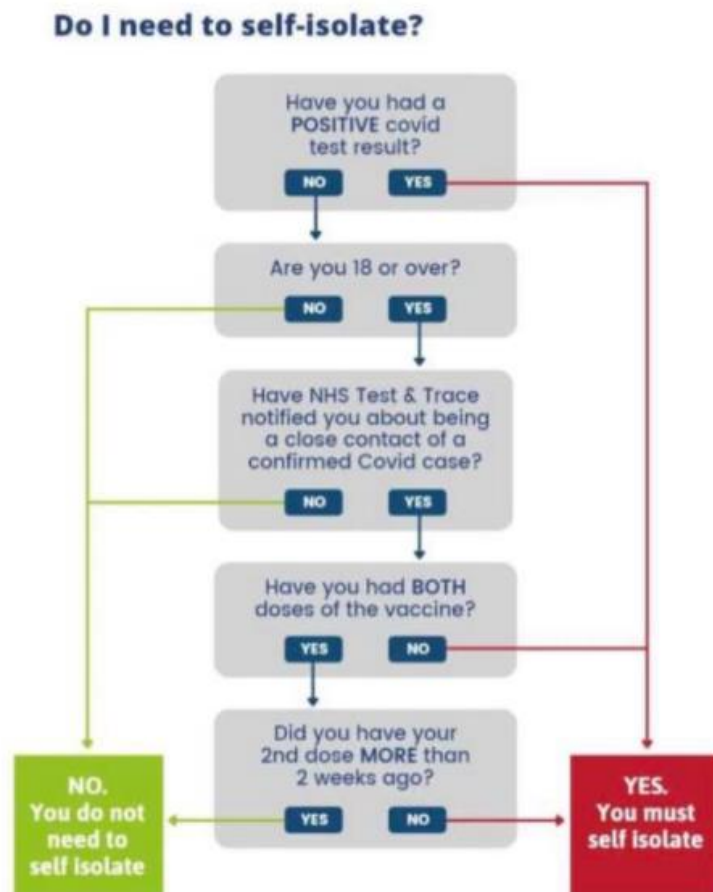 Do I need to self-isolate?
Have you had a
POSITIVE covid
test result?
NO YES
Are you 18 or over?
NO YES
Have NHS Test & Trace
notified you about being
a close contact of a
confirmed Covid case?
NO YES
Have you had BOTH
doses of the vaccine?
YES NO
Did you have your
2nd dose MORE than
2 weeks ago?
YES NO
NO.
You do not
need to
self isolate
YES.
You must
self isolate